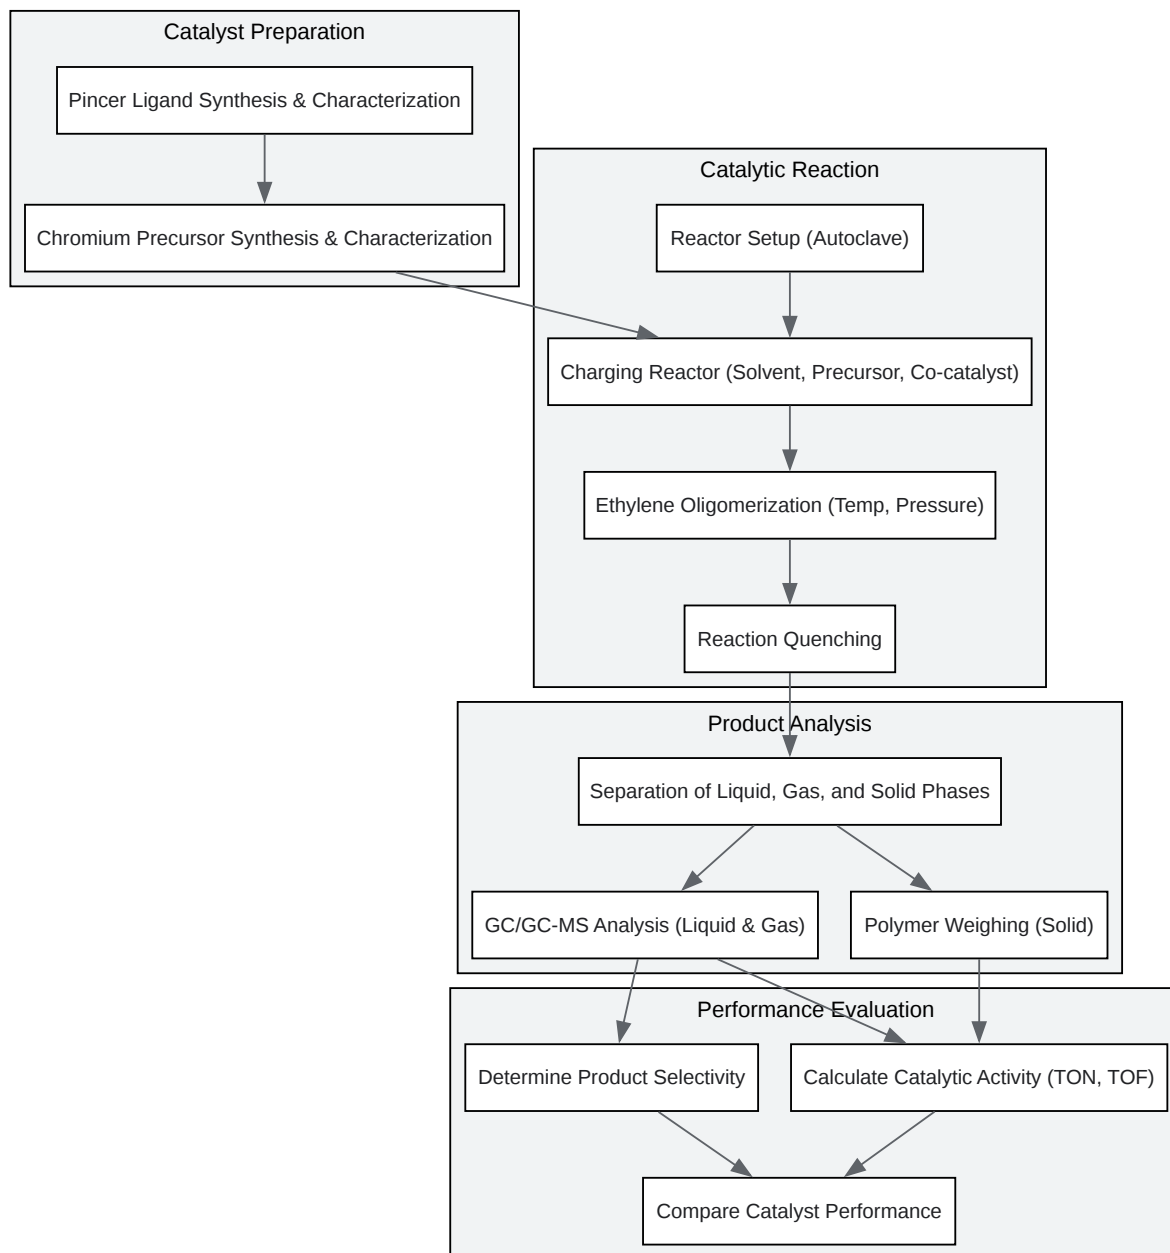 Catalyst Preparation
Pincer Ligand Synthesis & Characterization
Chromium Precursor Synthesis & Characterization
Catalytic Reaction
Reactor Setup (Autoclave)
Charging Reactor (Solvent, Precursor, Co-catalyst)
Ethylene Oligomerization (Temp, Pressure)
Reaction Quenching
Product Analysis
Separation of Liquid, Gas, and Solid Phases
GC/GC-MS Analysis (Liquid & Gas)
Polymer Weighing (Solid)
Performance Evaluation
Determine Product Selectivity
Calculate Catalytic Activity (TON, TOF)
Compare Catalyst Performance